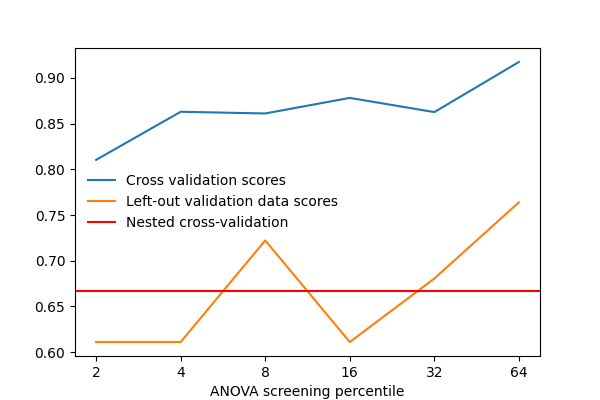 0.90
0.85
0.80
0.75
0.70
0.65
0.60
Cross validation scores
Left-out validation data scores
Nested cross-validation
2 4 8 16 32 64
ANOVA screening percentile